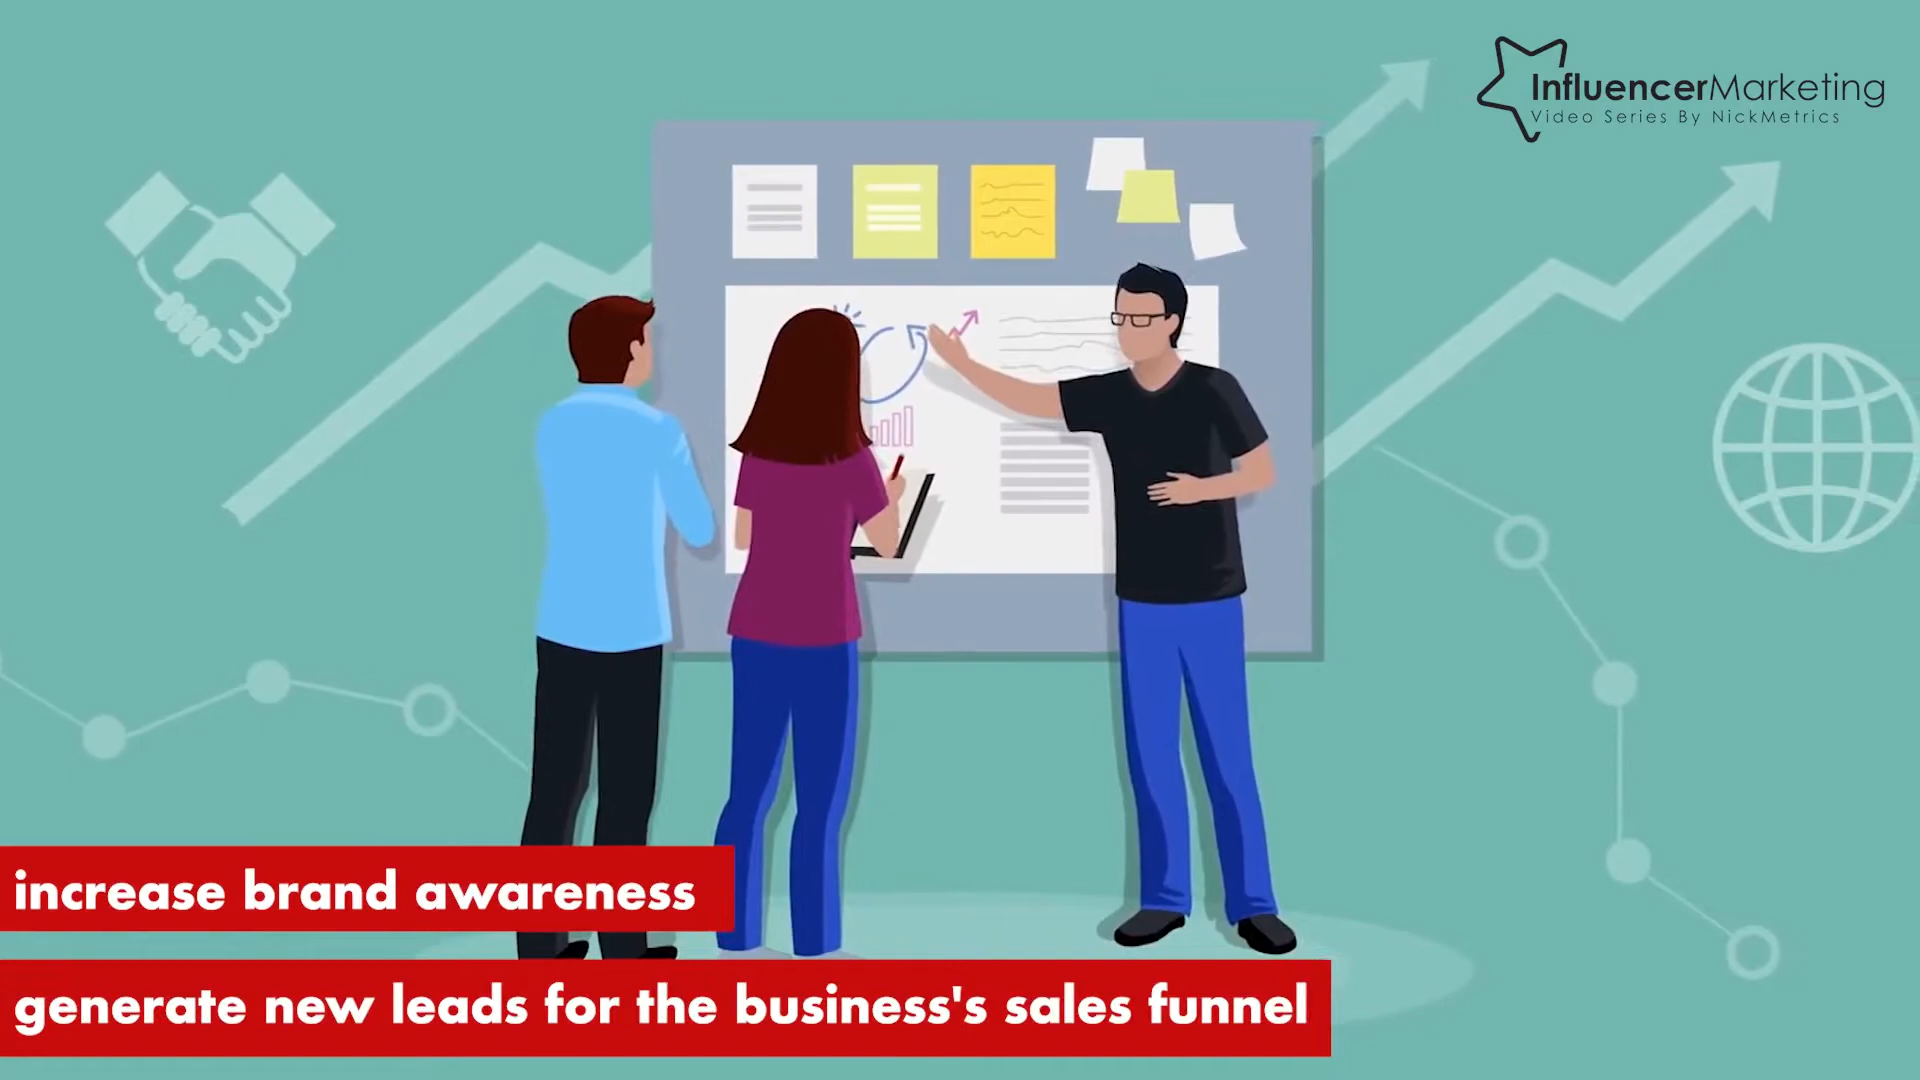 InfluencerMarketing
Video Series By NickMetrics
increase brand awareness
generate new leads for the business's sales funnel